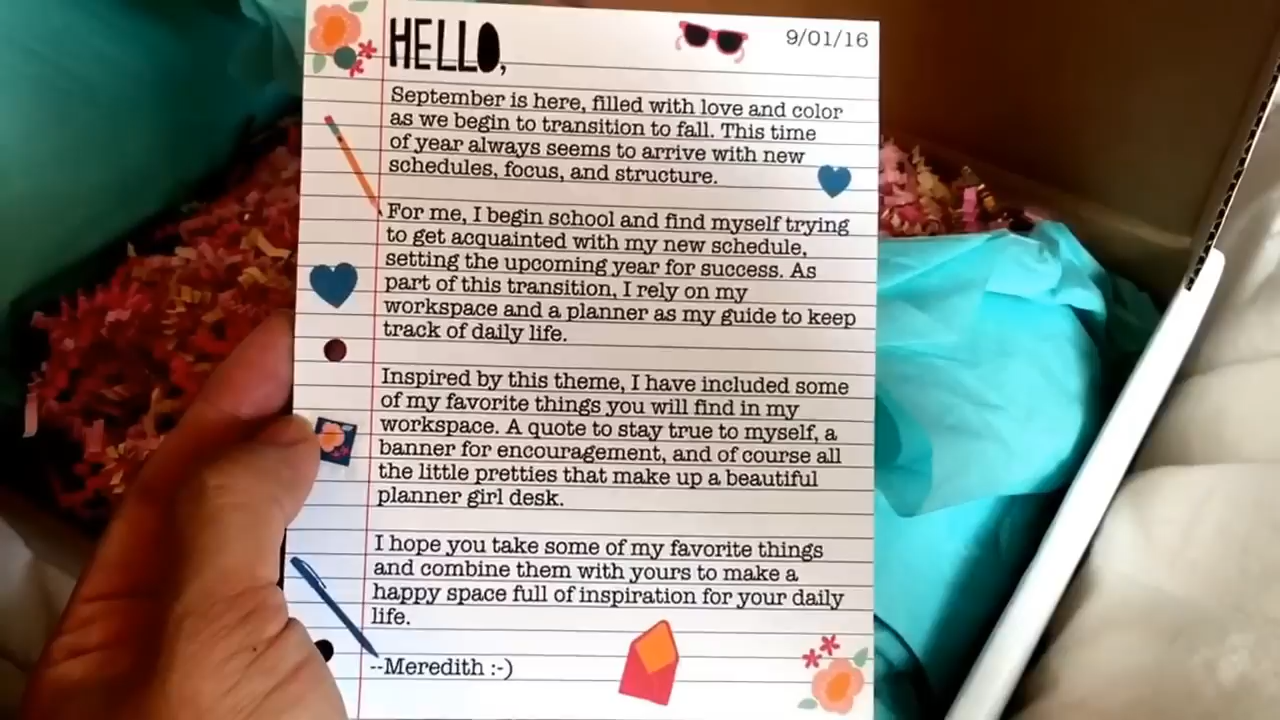 HELLO,
9/01/16
September is here, filled with love and color
as we begin to transition to fall. This time
of year always seems to arrive with new
schedules, focus, and structure.
For me, I begin school and find myself trying
to get acquainted with my new schedule,
setting the upcoming year for success. As
part of this transition, I rely on my
workspace and a planner as my guide to keep
track of daily life.
Inspired by this theme, I have included some
of my favorite things you will find in my
workspace. A quote to stay true to myself, a
banner for encouragement, and of course all
the little pretties that make up a beautiful
planner girl desk.
I hope you take some of my favorite things
and combine them with yours to make a
happy space full of inspiration for your daily
life.
--Meredith :-)